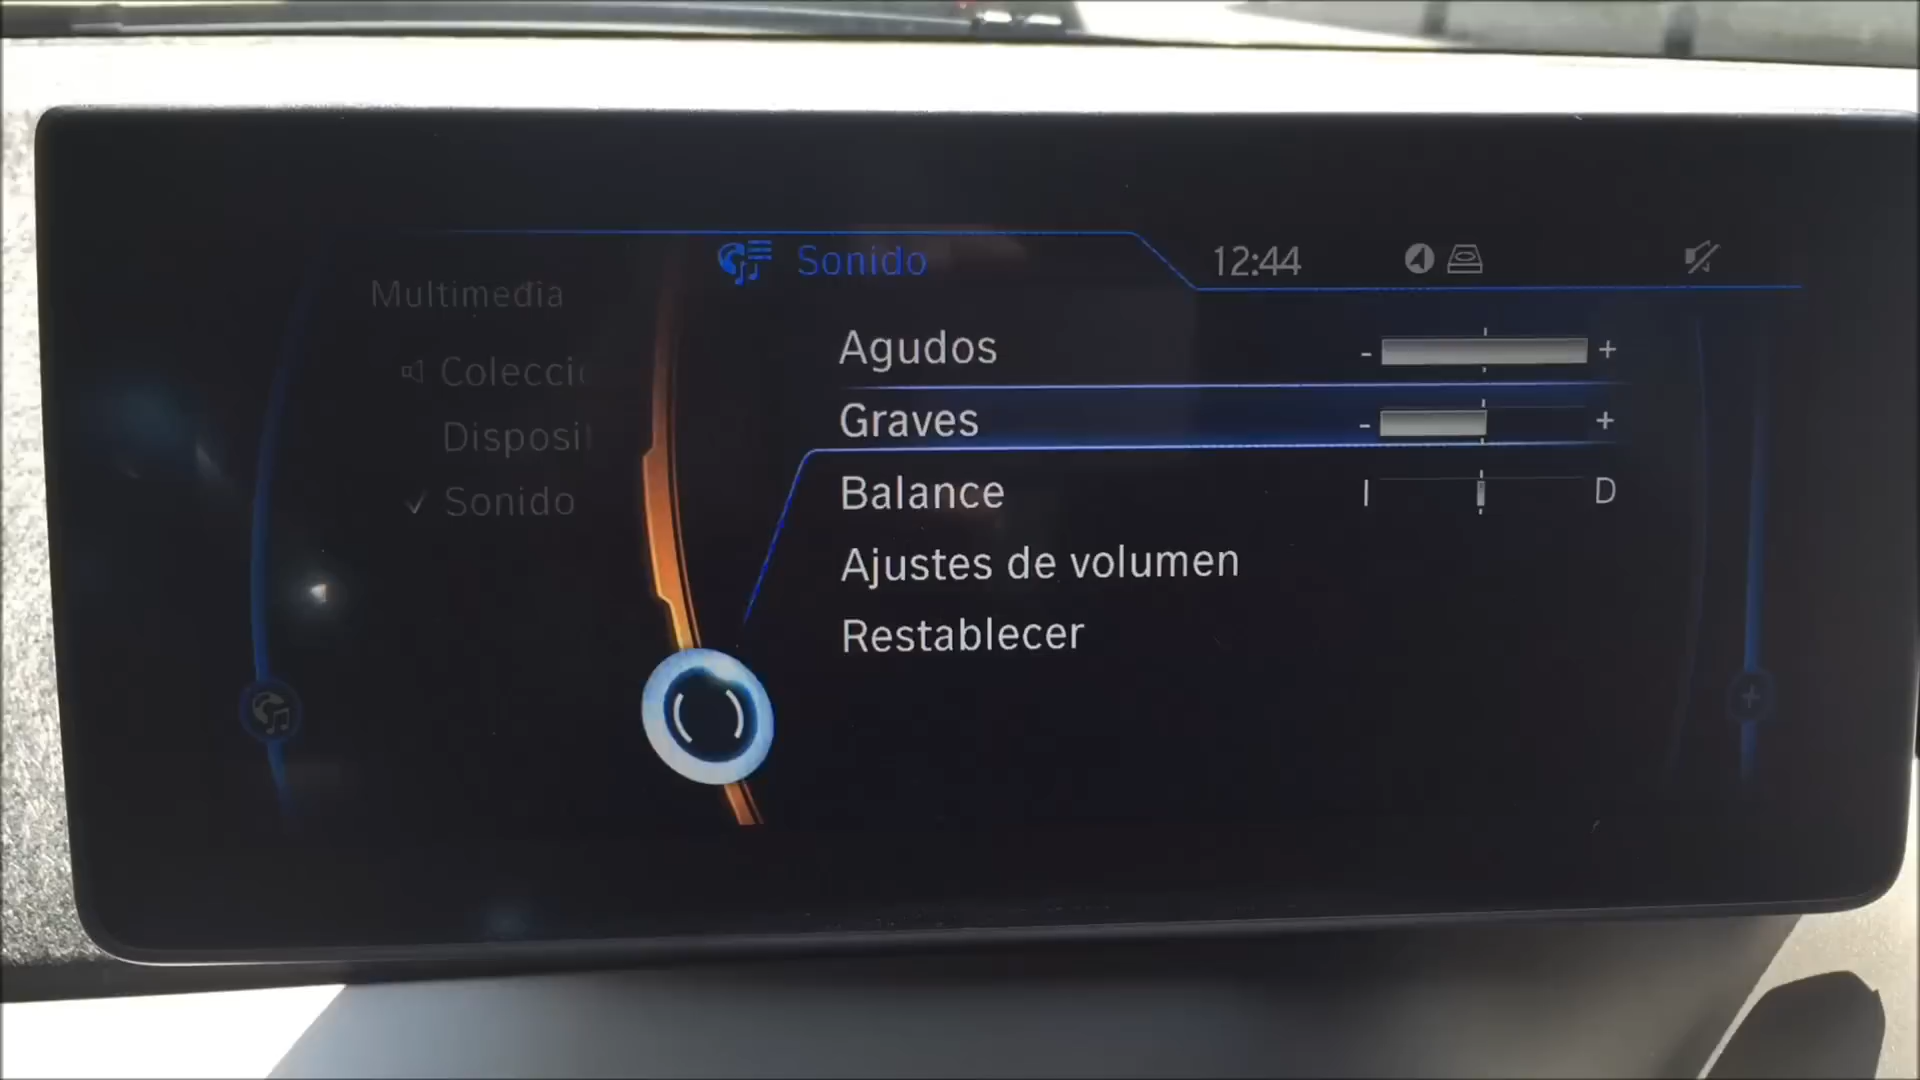 Sonido
12:44
Multimedia
Agudos - +
Graves - +
Balance I D
Ajustes de volumen
Restablecer
Colecci
Disposi
Sonido